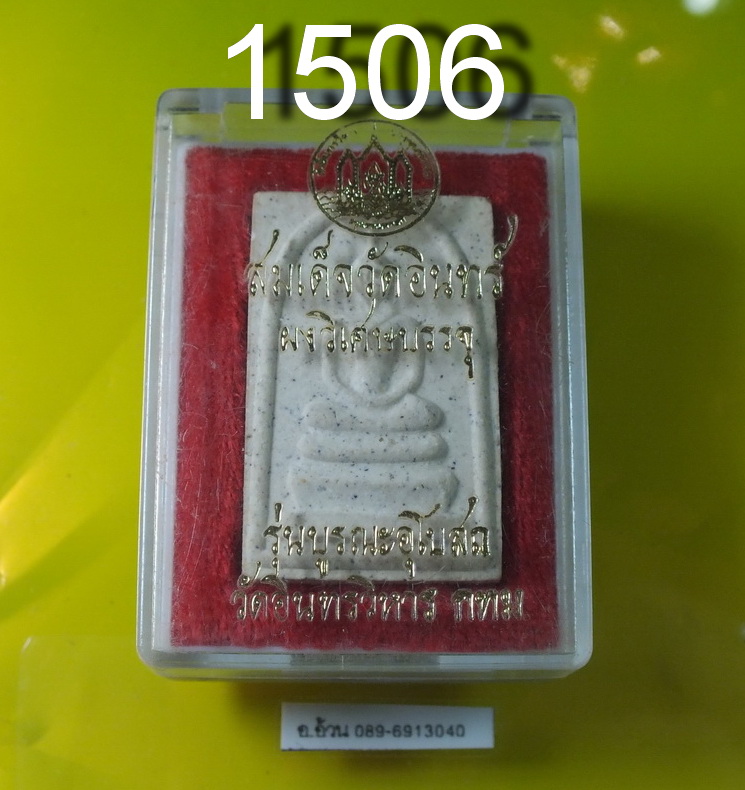 1506
สมเด็จวัดอินทร์
ผงวิเศษบรรจุ
รุ่นบูรณะอุโบสถ
วัดอินทรวิหาร กทม
อ.อ้วน 089-6913040